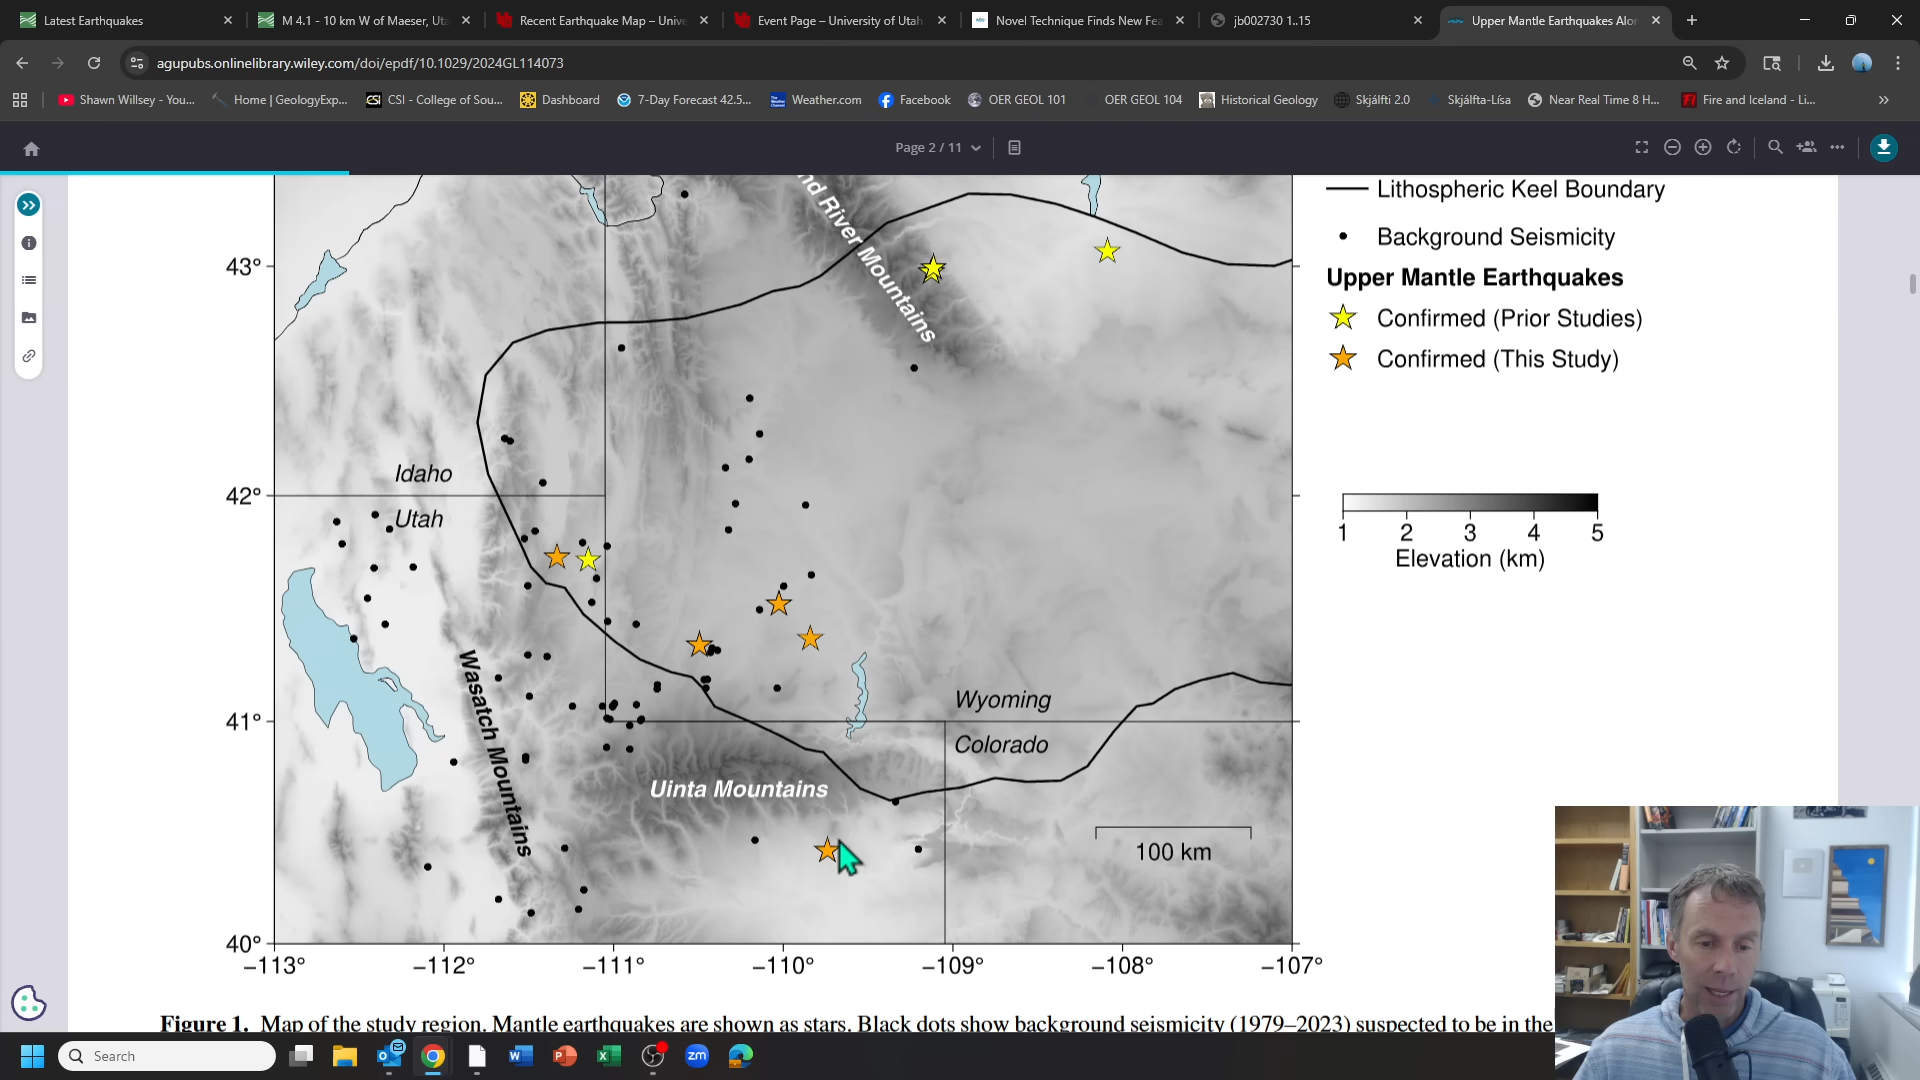 Latest Earthquakes
M 4.1 - 10 km W of Maeser, Uta
Recent Earthquake Map – Unive
Event Page – University of Utah
Novel Technique Finds New Fea
jb002730 1..15
Upper Mantle Earthquakes Alon
agupubs.onlinelibrary.wiley.com/doi/epdf/10.1029/2024GL114073
Shawn Willsey - You...
Home | GeologyExp...
CSI - College of Sou...
Dashboard
7-Day Forecast 42.5...
Weather.com
Facebook
OER GEOL 101
OER GEOL 104
Historical Geology
Skjálfti 2.0
Skjálfta-Lísa
Near Real Time 8 H...
Fire and Iceland - Li...
Page 2 / 11
nd River Mountains
Lithospheric Keel Boundary
Background Seismicity
Upper Mantle Earthquakes
Confirmed (Prior Studies)
Confirmed (This Study)
43°
42°
41°
40°
Idaho
Utah
Wasatch Mountains
Wyoming
Colorado
Uinta Mountains
100 km
1 2 3 4 5
Elevation (km)
−113° −112° −111° −110° −109° −108° −107°
Figure 1. Map of the study region. Mantle earthquakes are shown as stars. Black dots show background seismicity (1979–2023) suspected to be in the
Search